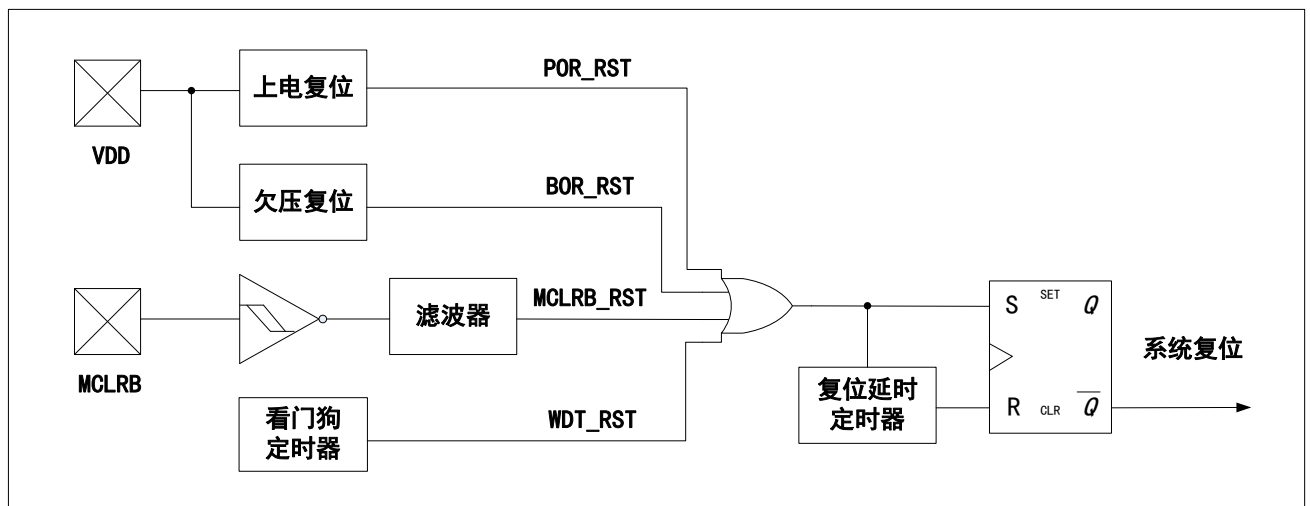 上电复位
POR_RST
VDD
欠压复位
BOR_RST
MCLRB
滤波器
MCLRB_RST
看门狗
定时器
WDT_RST
复位延时
定时器
S
SET
Q
R
CLR
Q
系统复位